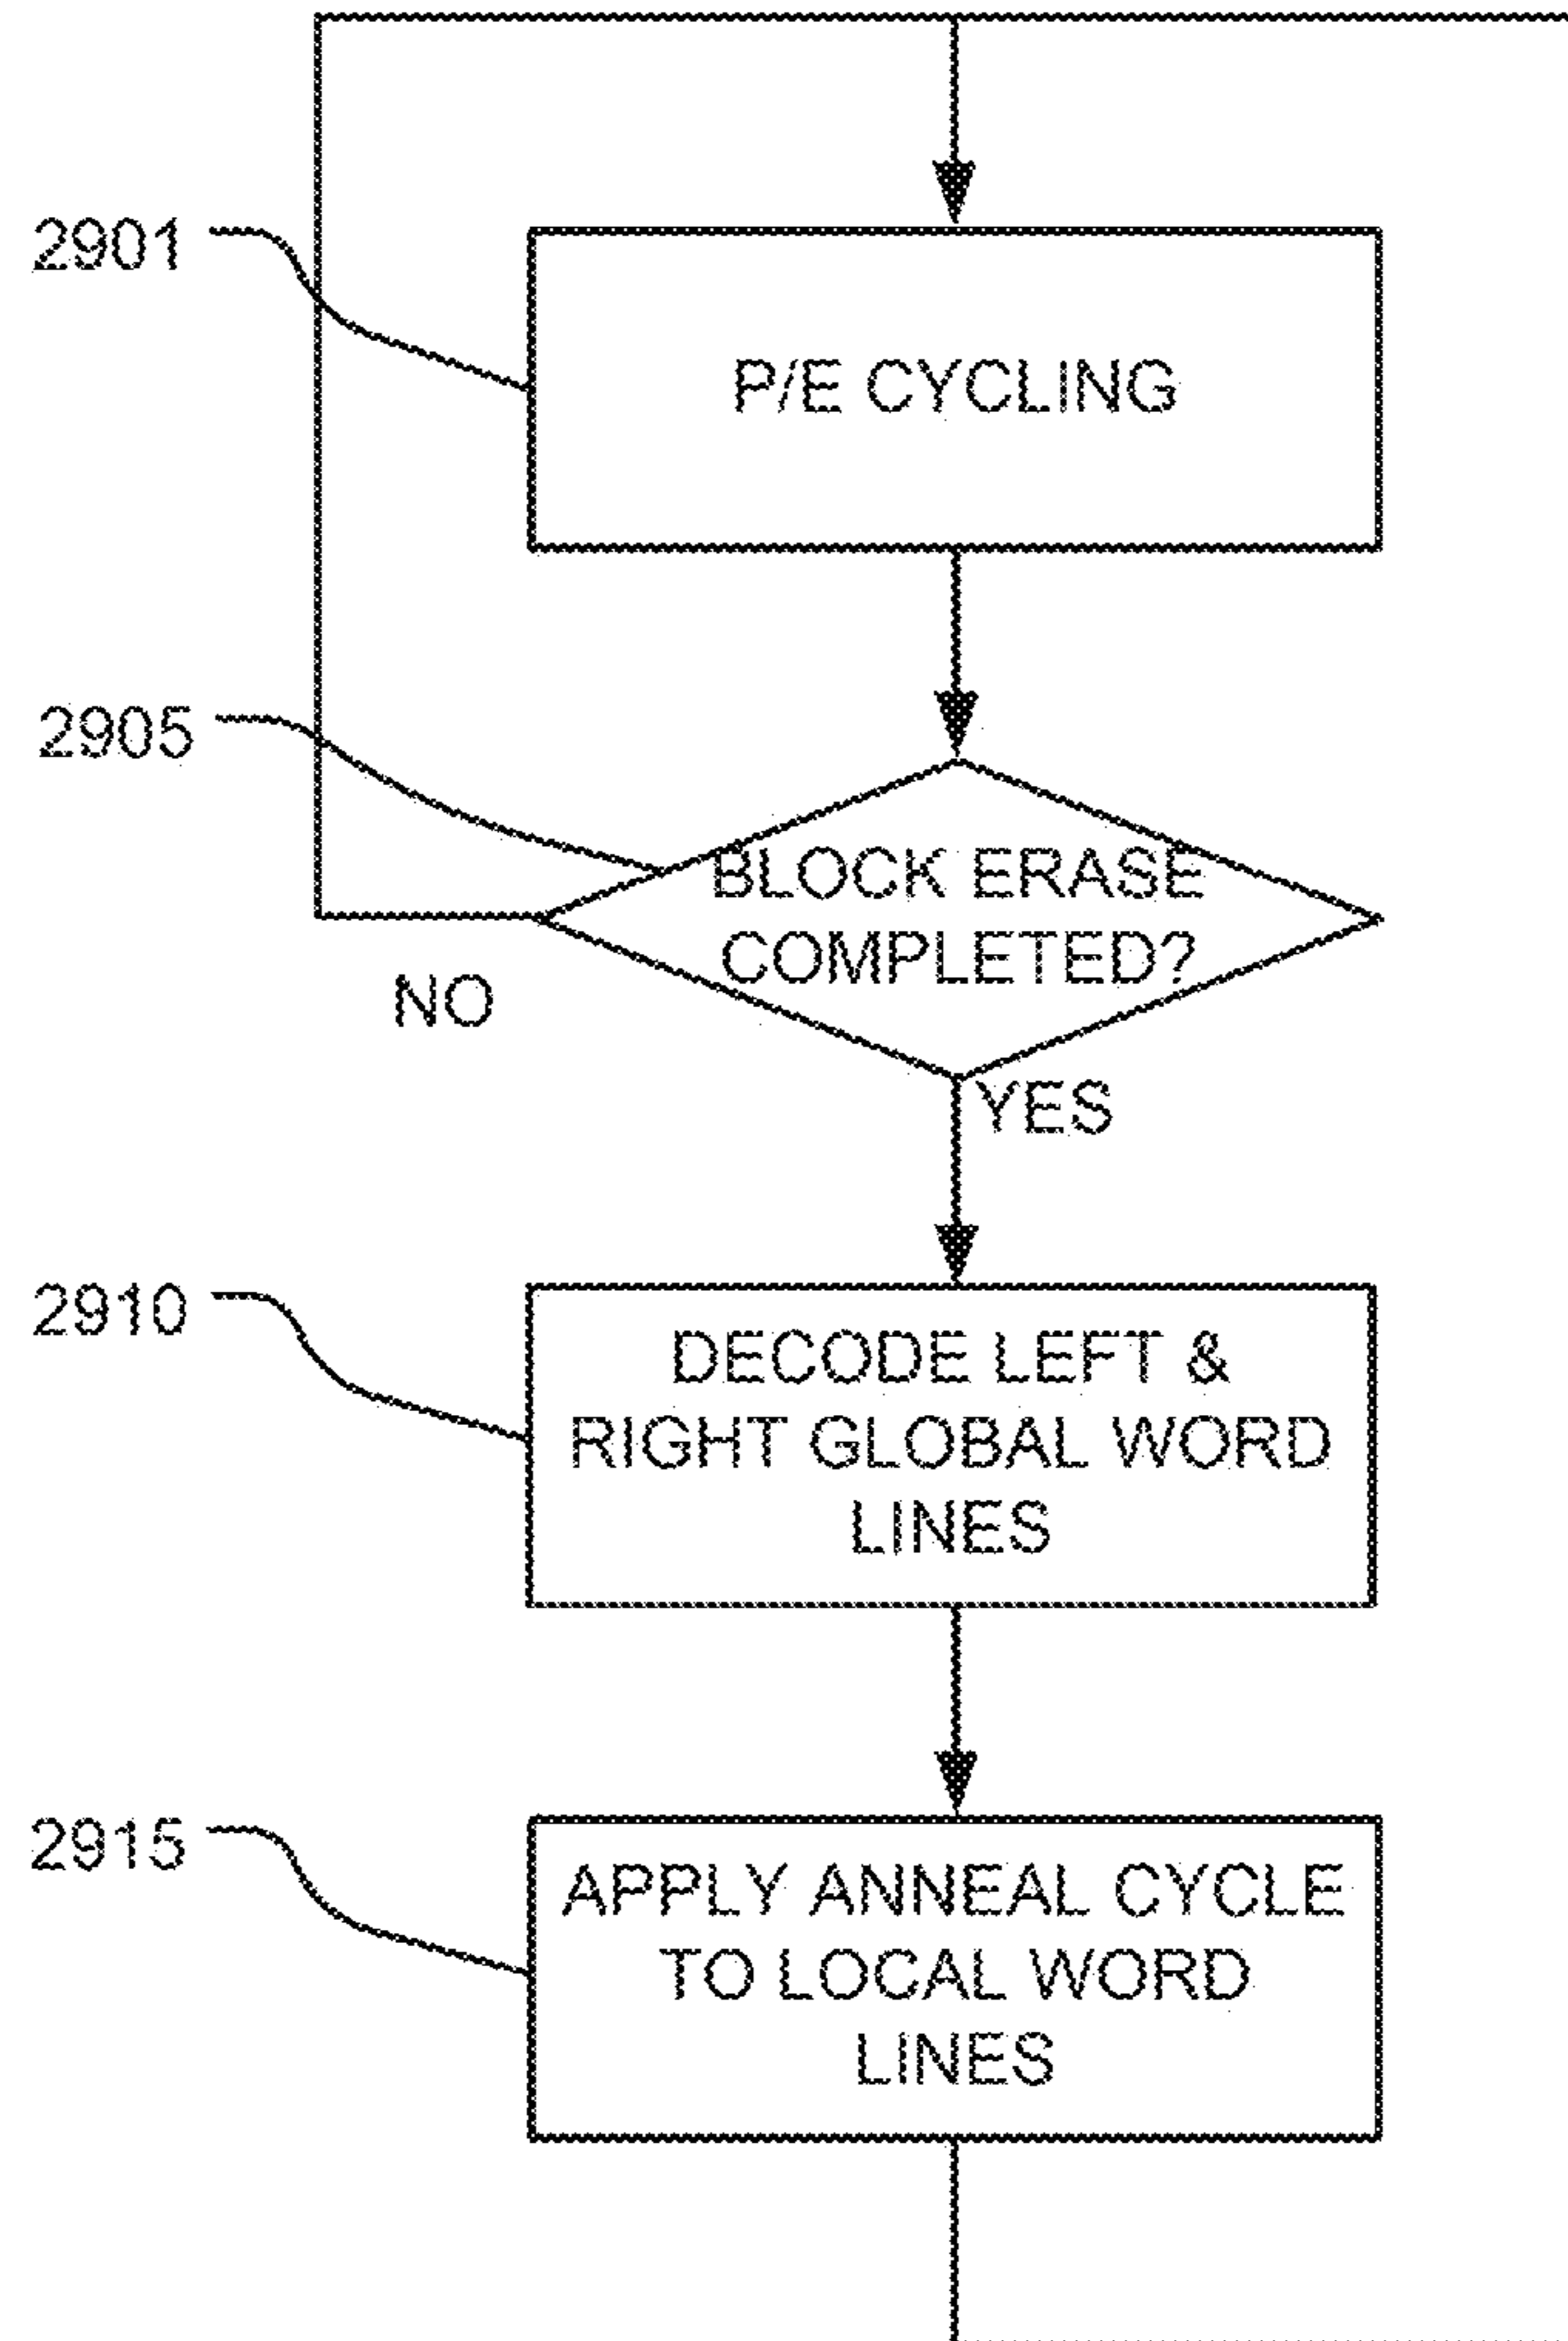 2901
P/E CYCLING
2905
BLOCK ERASE
COMPLETED?
NO
YES
2910
DECODE LEFT &
RIGHT GLOBAL WORD
LINES
2915
APPLY ANNEAL CYCLE
TO LOCAL WORD
LINES